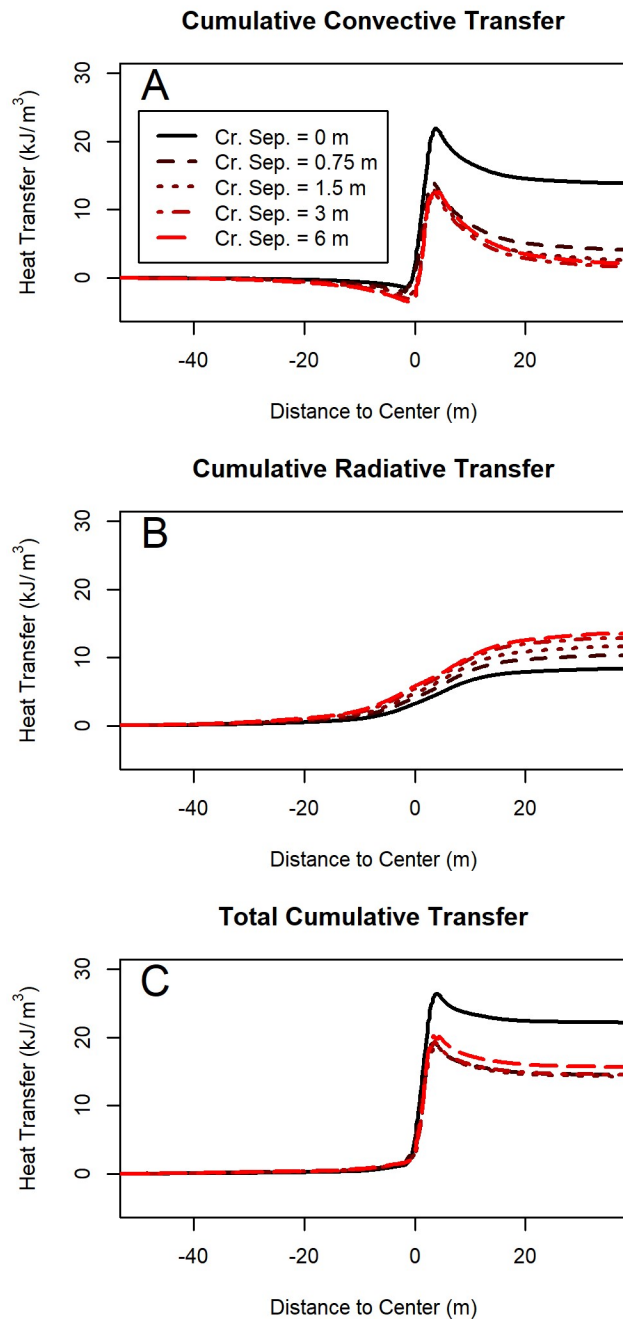 Cumulative Convective Transfer
A
Heat Transfer (kJ/m³)
30
20
10
0
Cr. Sep. = 0 m
Cr. Sep. = 0.75 m
Cr. Sep. = 1.5 m
Cr. Sep. = 3 m
Cr. Sep. = 6 m
-40 -20 0 20
Distance to Center (m)
Cumulative Radiative Transfer
B
Heat Transfer (kJ/m³)
30
20
10
0
-40 -20 0 20
Distance to Center (m)
Total Cumulative Transfer
C
Heat Transfer (kJ/m³)
30
20
10
0
-40 -20 0 20
Distance to Center (m)